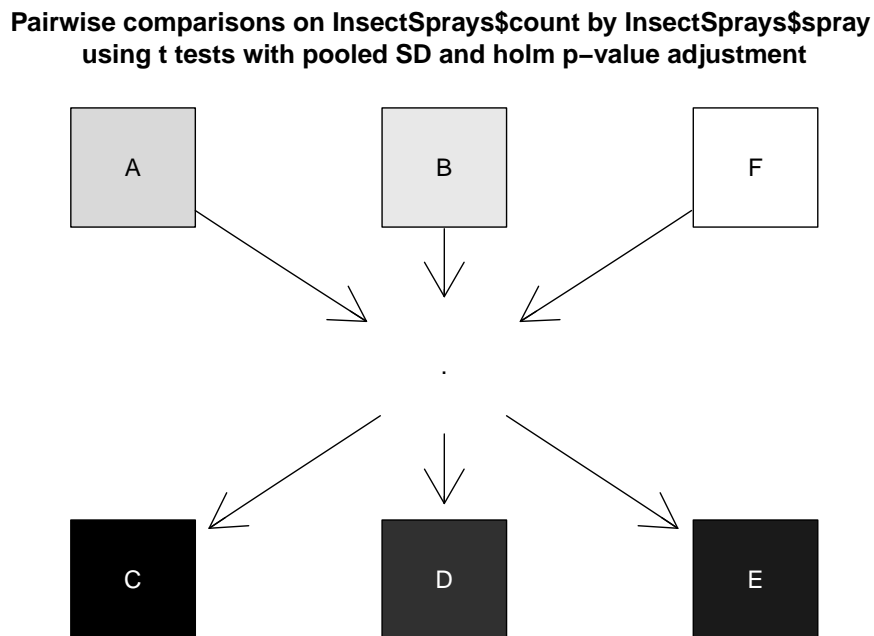 Pairwise comparisons on InsectSprays$count by InsectSprays$spray
using t tests with pooled SD and holm p−value adjustment
A B F
.
C D E